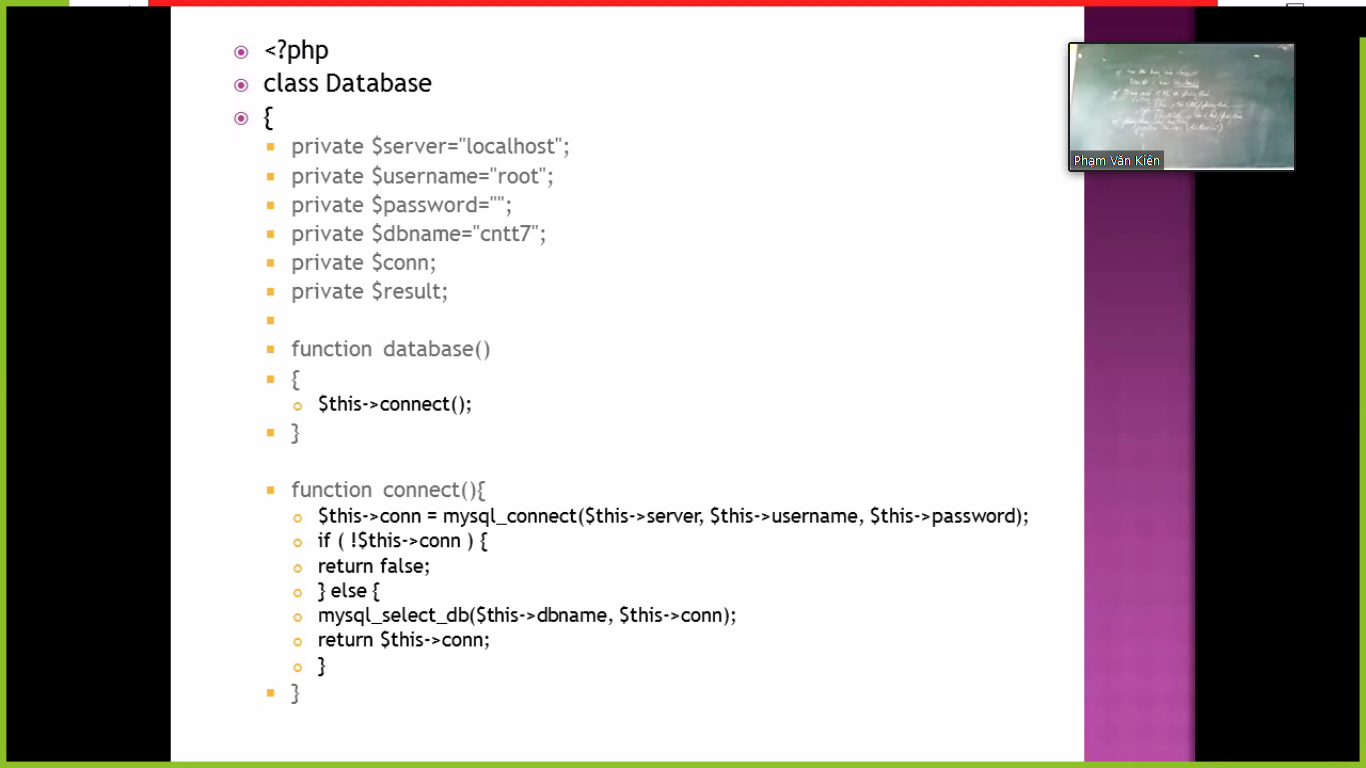 <?php
class Database
{
private $server="localhost";
private $username="root";
private $password="";
private $dbname="cntt7";
private $conn;
private $result;
function database()
{
$this->connect();
}
function connect(){
$this->conn = mysql_connect($this->server, $this->username, $this->password);
if ( !$this->conn ) {
return false;
} else {
mysql_select_db($this->dbname, $this->conn);
return $this->conn;
}
}
Phạm Văn Kiên